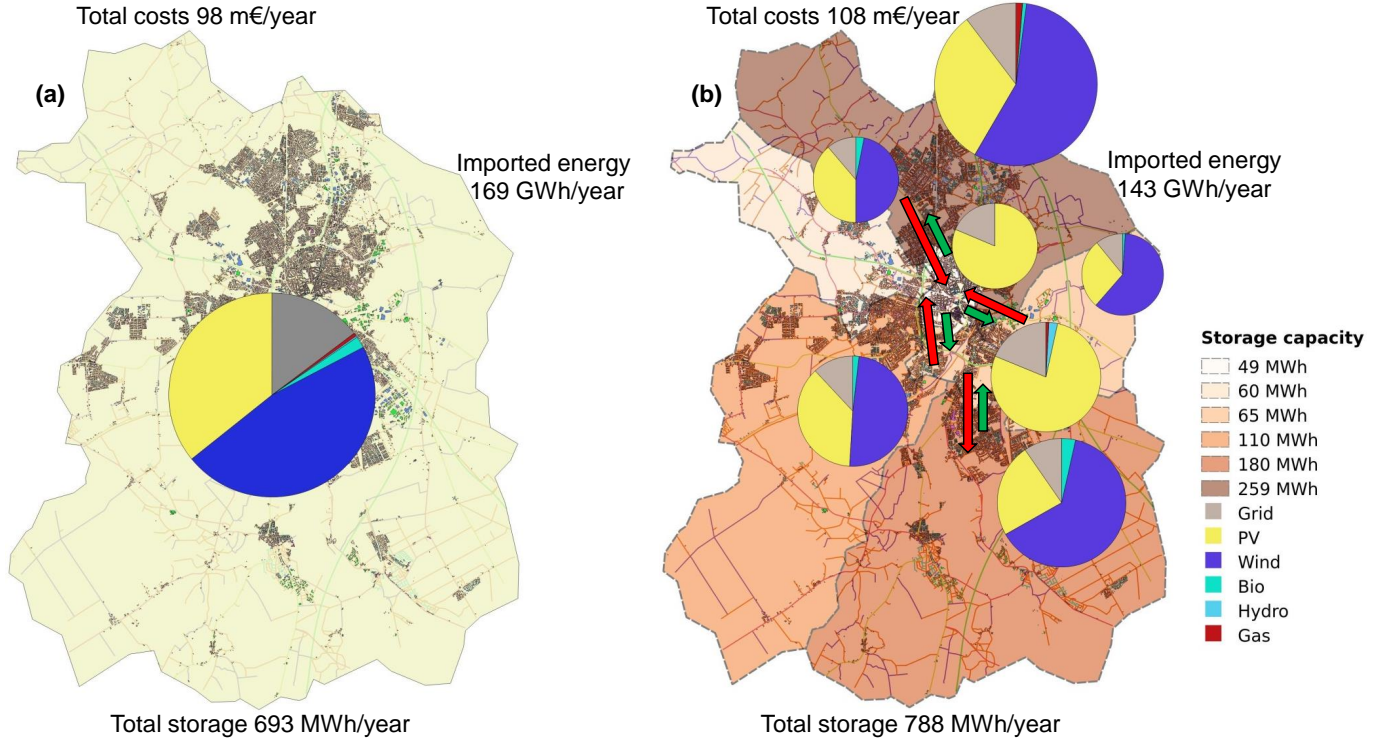 Total costs 98 m€/year
(a)
Imported energy
169 GWh/year
Total storage 693 MWh/year
Total costs 108 m€/year
(b)
Imported energy
143 GWh/year
Storage capacity
49 MWh
60 MWh
65 MWh
110 MWh
180 MWh
259 MWh
Grid
PV
Wind
Bio
Hydro
Gas
Total storage 788 MWh/year